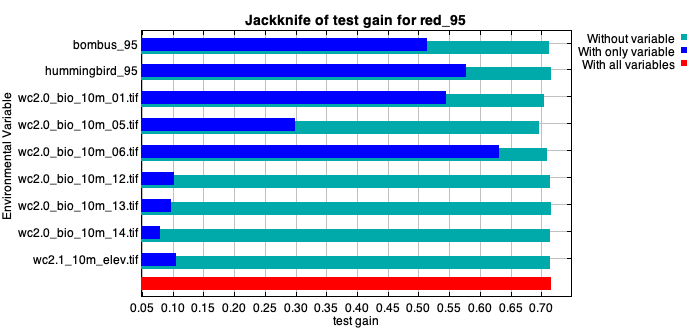 Jackknife of test gain for red_95
Without variable
With only variable
With all variables
Environmental Variable
bombus_95
hummingbird_95
wc2.0_bio_10m_01.tif
wc2.0_bio_10m_05.tif
wc2.0_bio_10m_06.tif
wc2.0_bio_10m_12.tif
wc2.0_bio_10m_13.tif
wc2.0_bio_10m_14.tif
wc2.1_10m_elev.tif
0.05 0.10 0.15 0.20 0.25 0.30 0.35 0.40 0.45 0.50 0.55 0.60 0.65 0.70
test gain